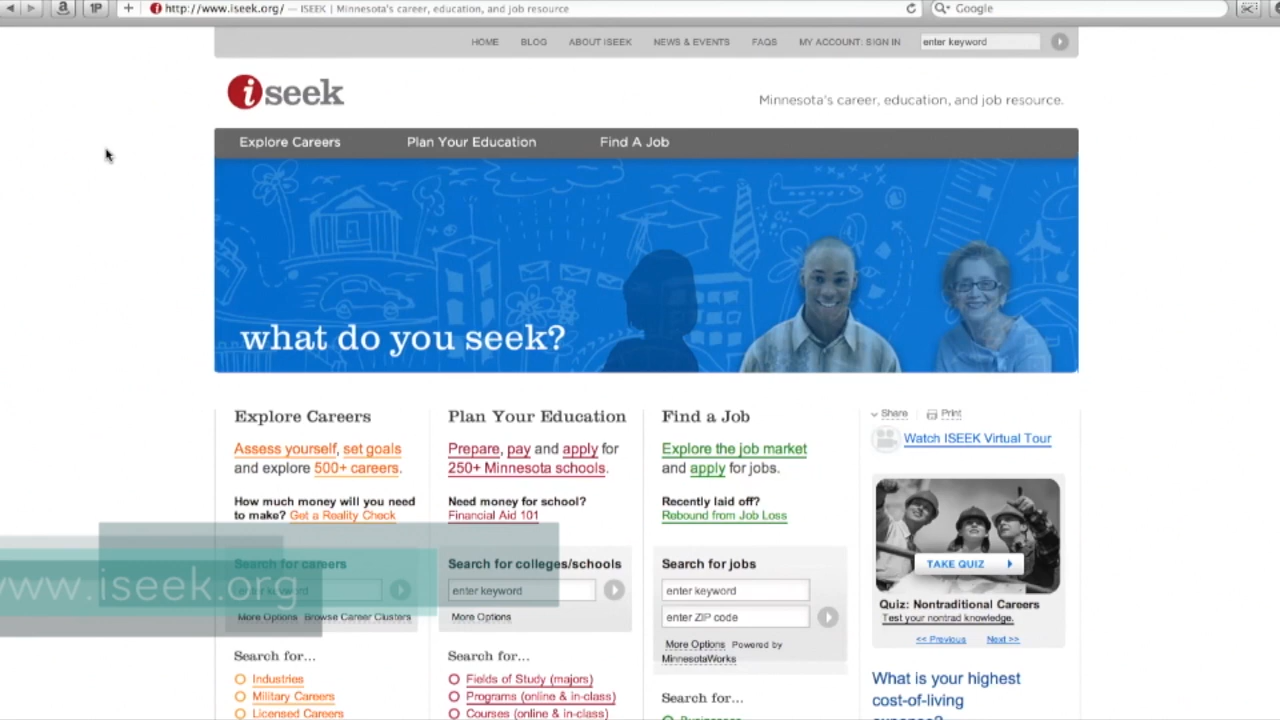 http://www.iseek.org/ — ISEEK | Minnesota's career, education, and job resource
Google
HOME BLOG ABOUT ISEEK NEWS & EVENTS FAQS MY ACCOUNT: SIGN IN enter keyword
iseek
Minnesota's career, education, and job resource.
Explore Careers Plan Your Education Find A Job
what do you seek?
Explore Careers
Assess yourself, set goals
and explore 500+ careers.
How much money will you need
to make? Get a Reality Check
Search for careers
enter keyword
More Options Browse Career Clusters
Search for...
Industries
Military Careers
Licensed Careers
Plan Your Education
Prepare, pay and apply for
250+ Minnesota schools.
Need money for school?
Financial Aid 101
Search for colleges/schools
enter keyword
More Options
Search for...
Fields of Study (majors)
Programs (online & in-class)
Courses (online & in-class)
Find a Job
Explore the job market
and apply for jobs.
Recently laid off?
Rebound from Job Loss
Search for jobs
enter keyword
enter ZIP code
More Options Powered by
MinnesotaWorks
Search for...
Share Print
Watch ISEEK Virtual Tour
TAKE QUIZ
Quiz: Nontraditional Careers
Test your nontrad knowledge.
<< Previous Next >>
What is your highest
cost-of-living
www.iseek.org